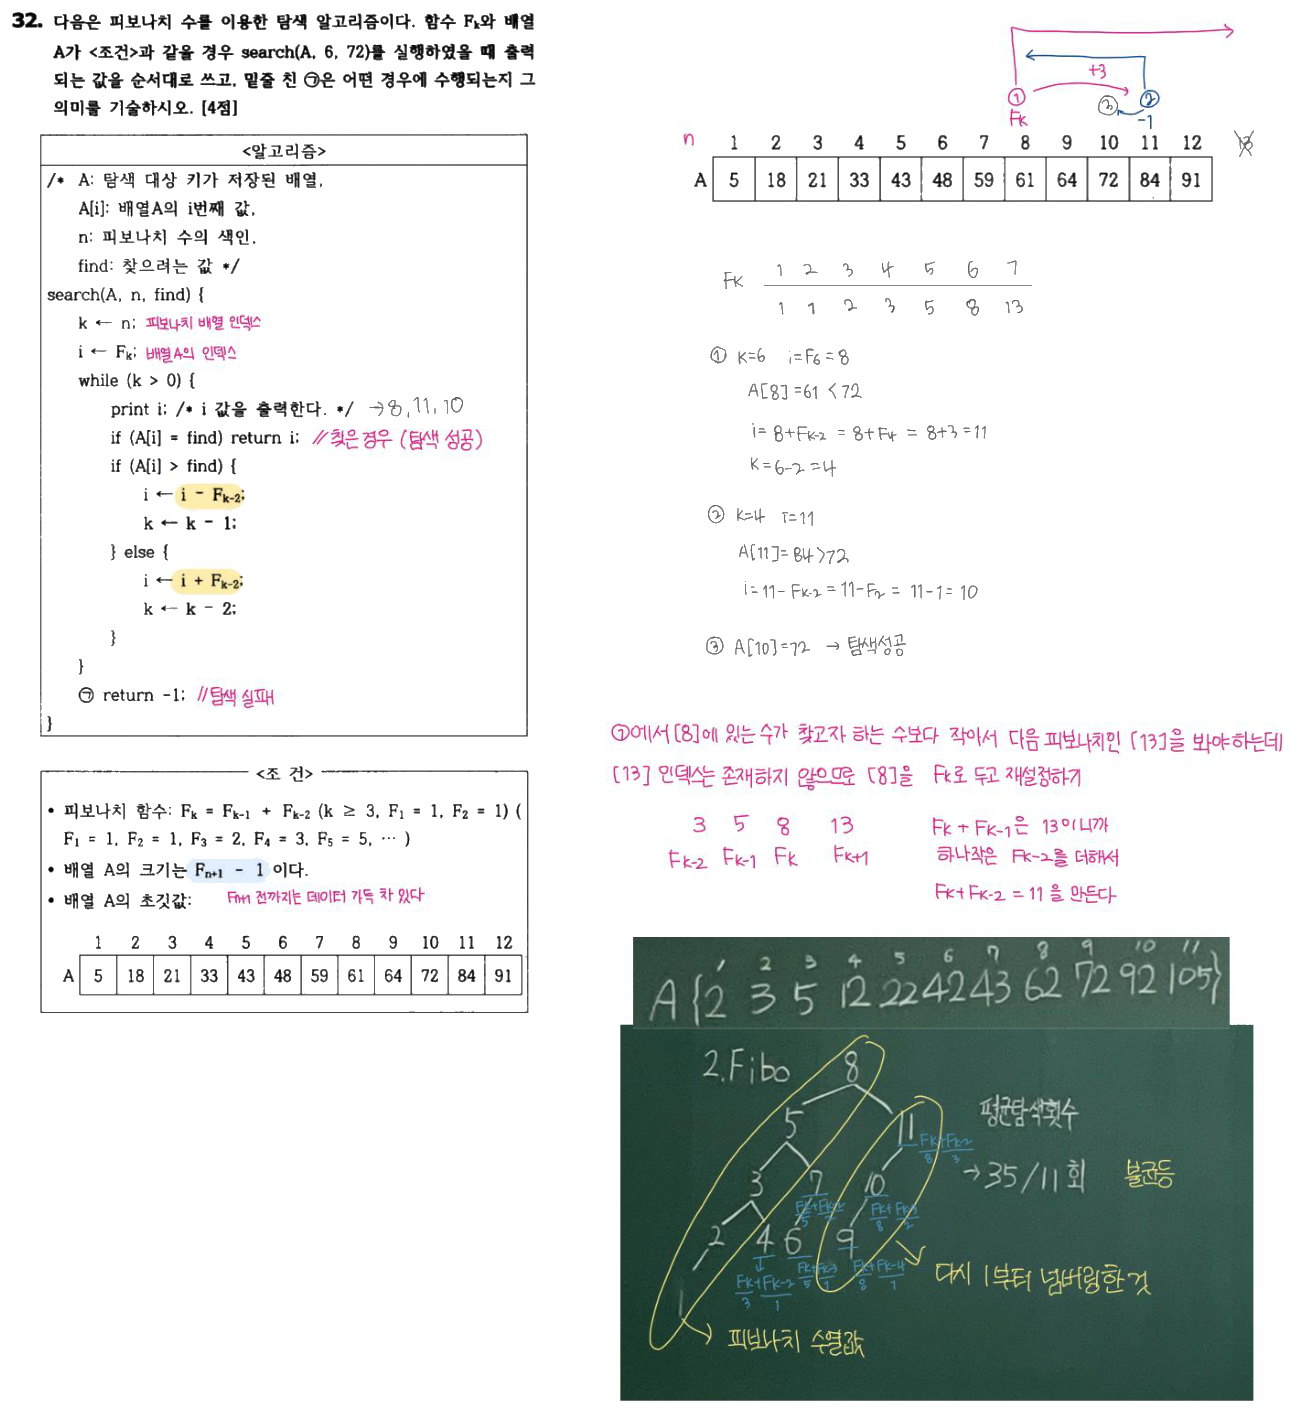 32. 다음은 피보나치 수를 이용한 탐색 알고리즘이다. 함수 Fk와 배열
A가 <조건>과 같을 경우 search(A, 6, 72)를 실행하였을 때 출력
되는 값을 순서대로 쓰고, 밑줄 친 ㉠은 어떤 경우에 수행되는지 그
의미를 기술하시오. [4점]
<알고리즘>
/* A: 탐색 대상 키가 저장된 배열,
A[i]: 배열A의 i번째 값,
n: 피보나치 수의 색인,
find: 찾으려는 값 */
search(A, n, find) {
k ← n; 피보나치 배열 인덱스
i ← Fk; 배열A의 인덱스
while (k > 0) {
print i; /* i 값을 출력한다. */ →8, 11, 10
if (A[i] = find) return i; // 찾은경우 (탐색 성공)
if (A[i] > find) {
i ← i - Fk-2;
k ← k - 1;
} else {
i ← i + Fk-2;
k ← k - 2;
}
}
㉠ return -1; // 탐색 실패
}
<조 건>
• 피보나치 함수: Fk = Fk-1 + Fk-2 (k ≥ 3, F1 = 1, F2 = 1) (
F1 = 1, F2 = 1, F3 = 2, F4 = 3, F5 = 5, ⋯ )
• 배열 A의 크기는 Fn+1 - 1 이다.
• 배열 A의 초깃값: Fn+1 전까지는 데이터 가득 차 있다
1 2 3 4 5 6 7 8 9 10 11 12
A 5 18 21 33 43 48 59 61 64 72 84 91
+3
① ③ ②
Fk -1
n 1 2 3 4 5 6 7 8 9 10 11 12 13
A 5 18 21 33 43 48 59 61 64 72 84 91
Fk 1 2 3 4 5 6 7
1 1 2 3 5 8 13
① K=6 i=F6=8
A[8]=61 < 72
i= 8+Fk-2 = 8+F4 = 8+3=11
K=6-2=4
② K=4 i=11
A[11]=84>72
i=11-Fk-2=11-F2= 11-1=10
③ A[10]=72 → 탐색성공
①에서 [8]에 있는 수가 찾고자 하는 수보다 작아서 다음 피보나치인 [13]을 봐야하는데
[13] 인덱스는 존재하지 않으므로 [8]을 Fk로 두고 재설정하기
3 5 8 13
Fk-2 Fk-1 Fk Fk+1
Fk + Fk-1은 13이니까
하나작은 Fk-2를 더해서
Fk+Fk-2 = 11 을 만든다
1 2 3 4 5 6 7 8 9 10 11
A {2 3 5 12 22 42 43 62 72 92 105}
2.Fibo
8
5 11 Fk+Fk-2
8 3
3 7 10
2 4 6 9
1
평균탐색횟수
→35/11회 불균등
다시 1부터 넘버링한 것
피보나치 수열값